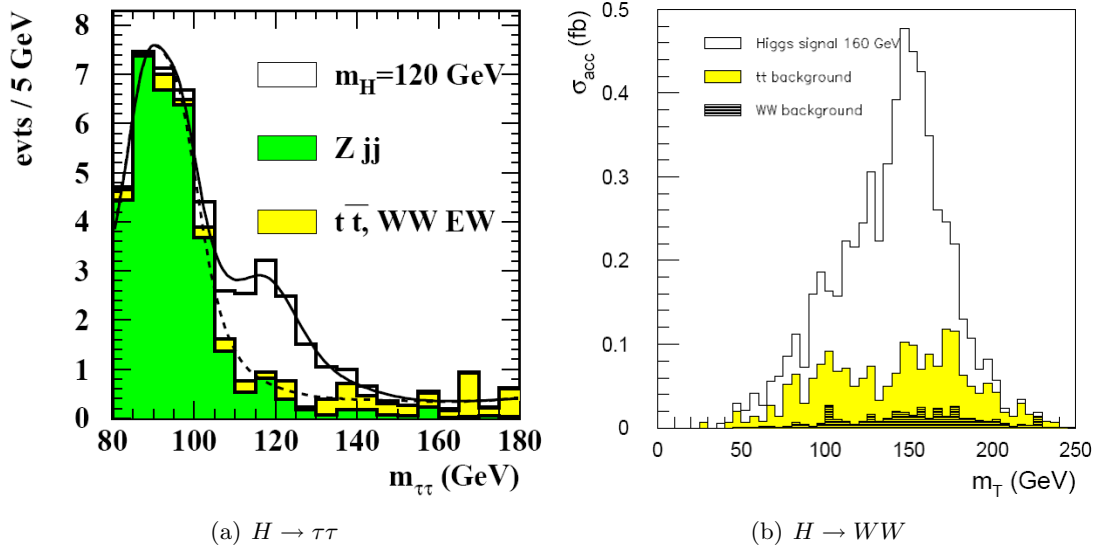 evts / 5 GeV
8
7
6
5
4
3
2
1
0
m_H=120 GeV
Z jj
t t̅, WW EW
80 100 120 140 160 180
m_ττ (GeV)
(a) H → ττ
σ_acc (fb)
0.5
0.4
0.3
0.2
0.1
0
Higgs signal 160 GeV
tt background
WW background
0 50 100 150 200 250
m_T (GeV)
(b) H → WW